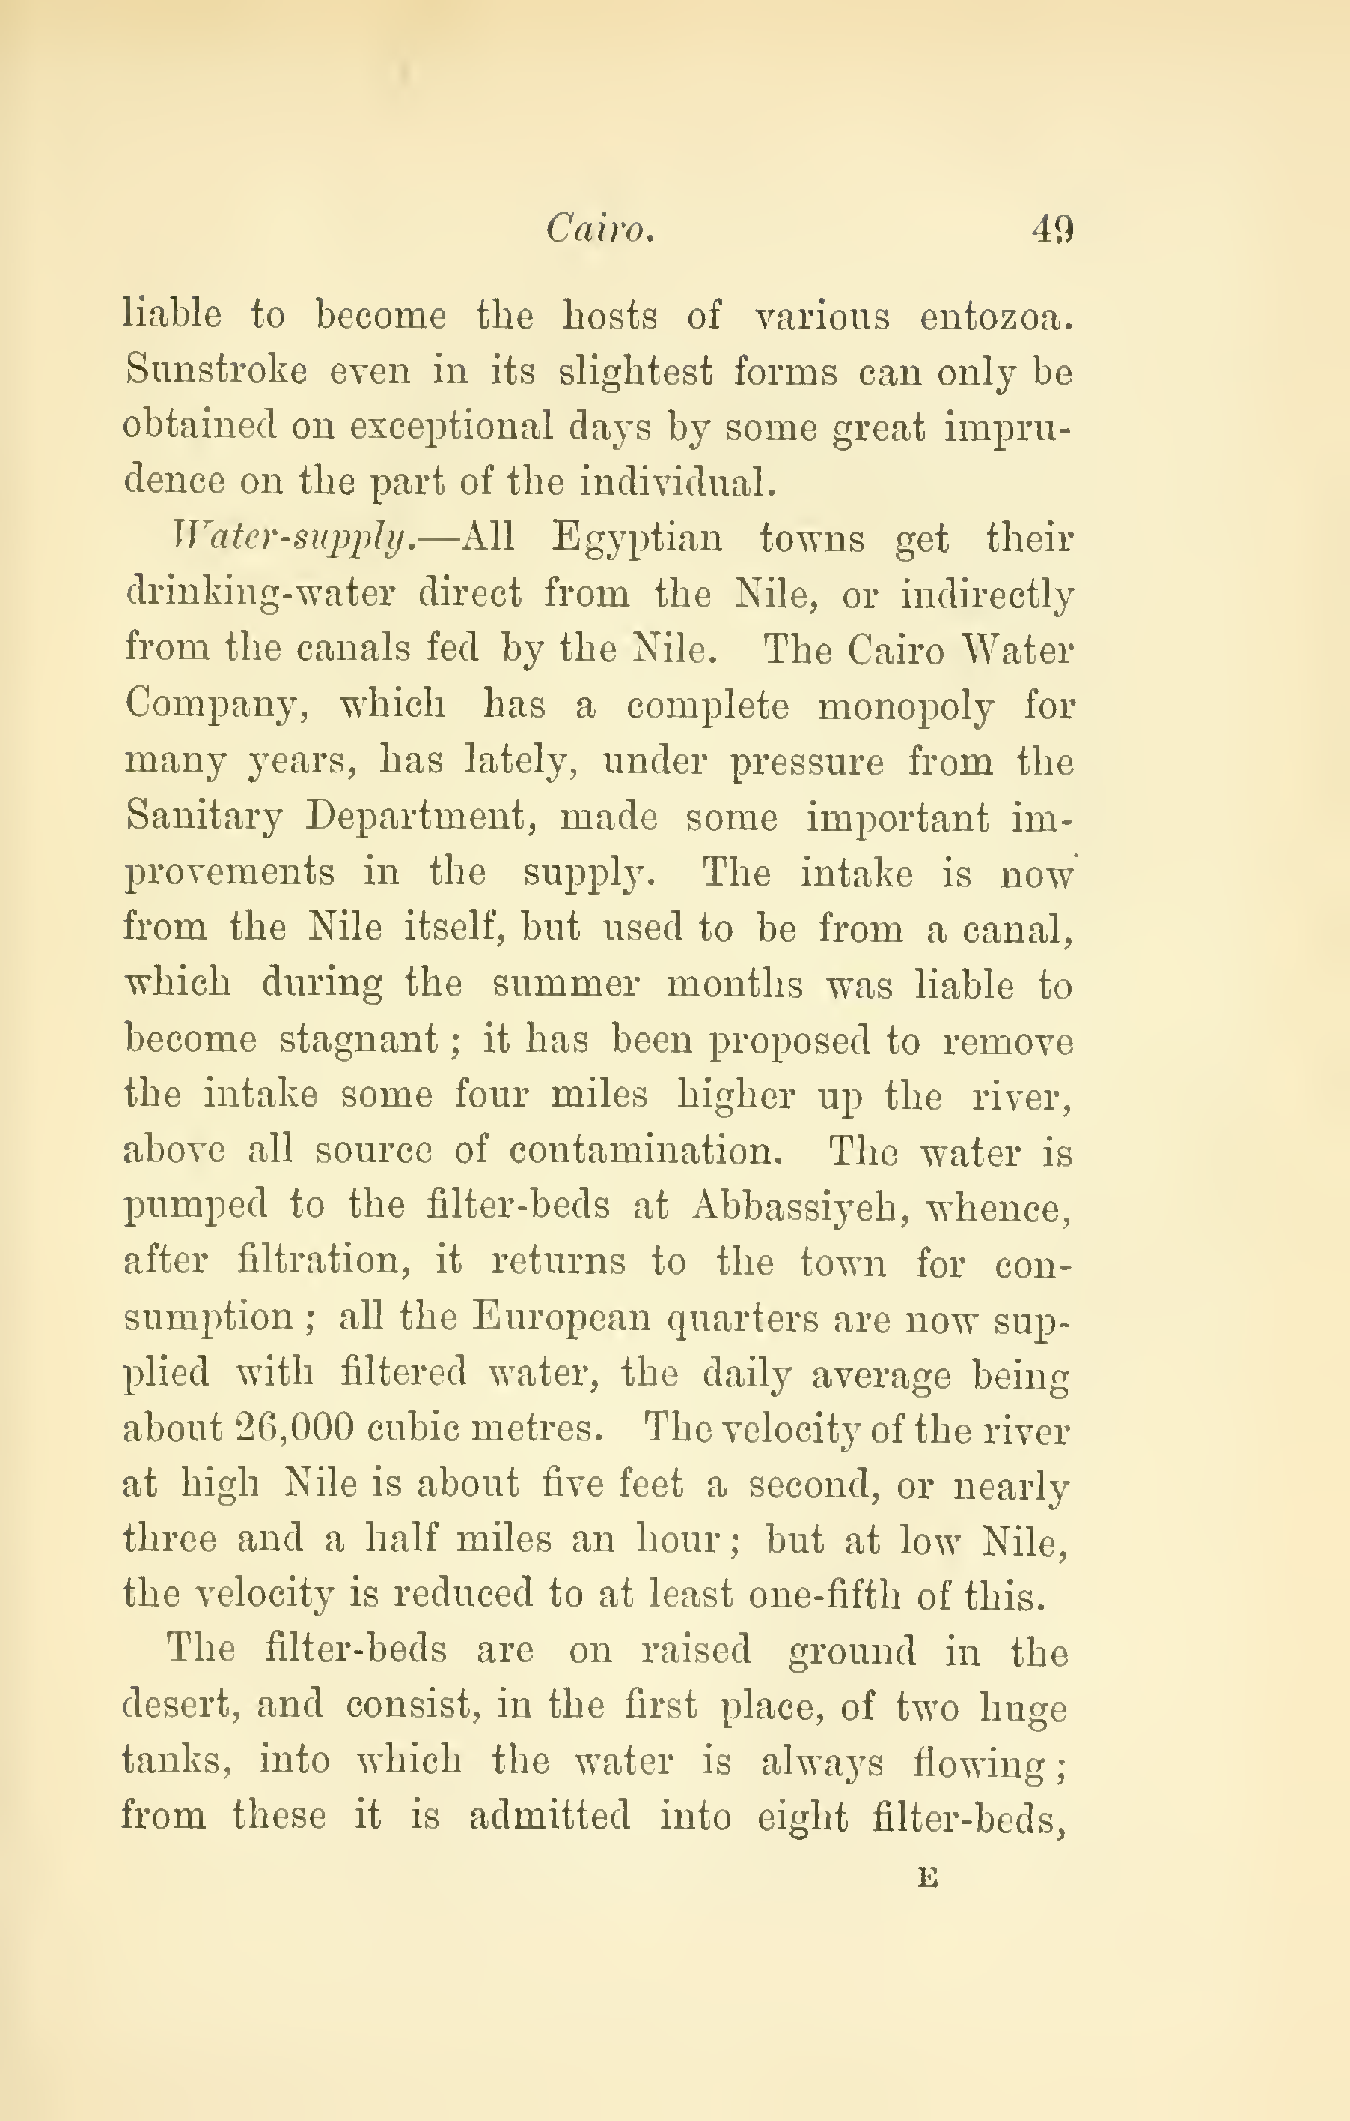 Cairo. 49
liable to become the hosts of various entozoa.
Sunstroke even in its slightest forms can only be
obtained on exceptional days by some great impru-
dence on the part of the individual.
Water-supply.—All Egyptian towns get their
drinking-water direct from the Nile, or indirectly
from the canals fed by the Nile. The Cairo Water
Company, which has a complete monopoly for
many years, has lately, under pressure from the
Sanitary Department, made some important im-
provements in the supply. The intake is now
from the Nile itself, but used to be from a canal,
which during the summer months was liable to
become stagnant ; it has been proposed to remove
the intake some four miles higher up the river,
above all source of contamination. The water is
pumped to the filter-beds at Abbassiyeh, whence,
after filtration, it returns to the town for con-
sumption ; all the European quarters are now sup-
plied with filtered water, the daily average being
about 26,000 cubic metres. The velocity of the river
at high Nile is about five feet a second, or nearly
three and a half miles an hour ; but at low Nile,
the velocity is reduced to at least one-fifth of this.
The filter-beds are on raised ground in the
desert, and consist, in the first place, of two huge
tanks, into which the water is always flowing ;
from these it is admitted into eight filter-beds,
E